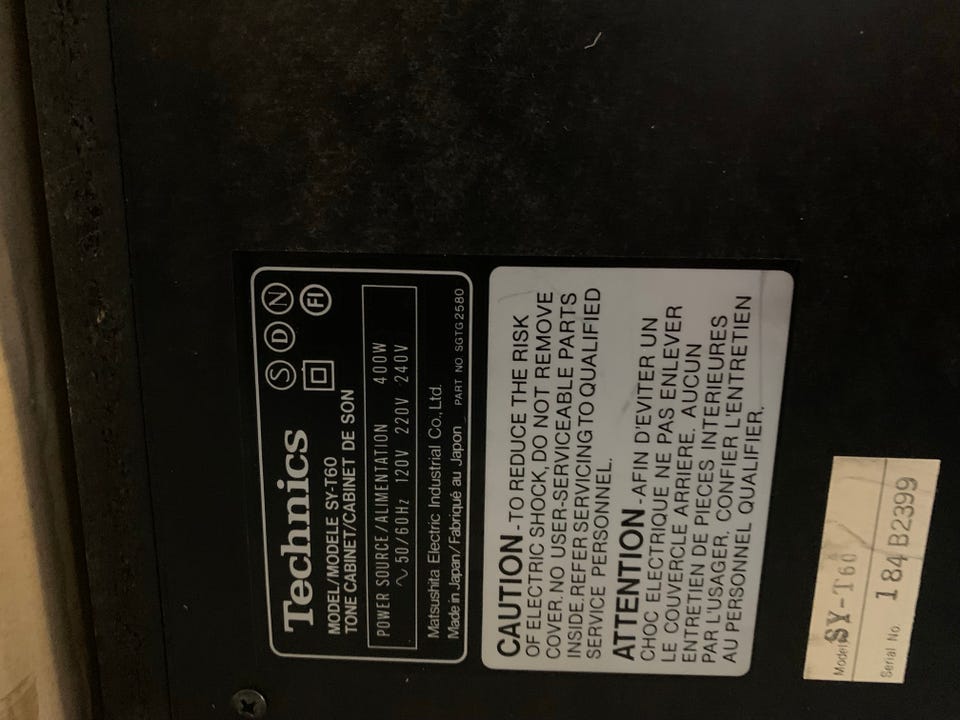 Technics
S D N
FI
MODEL/MODELE SY-T60
TONE CABINET/CABINET DE SON
POWER SOURCE/ALIMENTATION 400W
∿50/60Hz 120V 220V 240V
Matsushita Electric Industrial Co., Ltd.
Made in Japan/Fabriqué au Japon PART NO. SGTG2580
CAUTION - TO REDUCE THE RISK
OF ELECTRIC SHOCK, DO NOT REMOVE
COVER. NO USER-SERVICEABLE PARTS
INSIDE. REFER SERVICING TO QUALIFIED
SERVICE PERSONNEL.
ATTENTION - AFIN D'EVITER UN
CHOC ELECTRIQUE NE PAS ENLEVER
LE COUVERCLE ARRIERE. AUCUN
ENTRETIEN DE PIECES INTERIEURES
PAR L'USAGER, CONFIER L'ENTRETIEN
AU PERSONNEL QUALIFIER.
Model SY-T60
Serial No. 184B2399